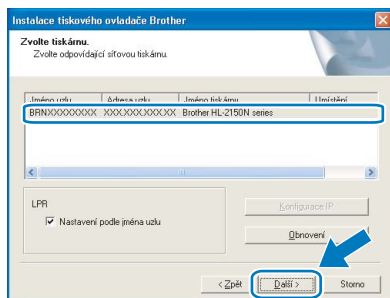 Instalace tiskového ovladače Brother
Zvolte tiskárnu.
Zvolte odpovídající síťovou tiskárnu.
Jméno uzlu Adresa uzlu Jméno tiskárny Umístění
BRNXXXXXXXXX XXX.XXX.XXX.XX Brother HL-2150N series
LPR
Nastavení podle jména uzlu
Konfigurace IP
Obnovení
< Zpět Další > Storno